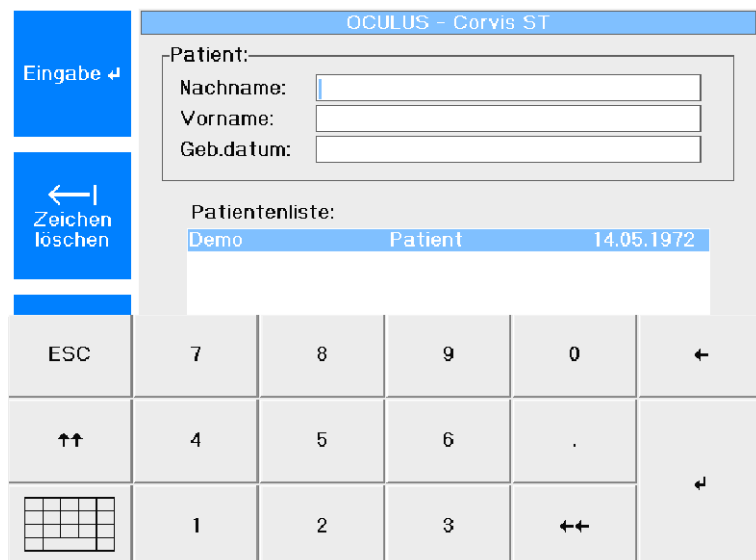 OCULUS - Corvis ST
Eingabe ↵
Patient:
Nachname:
Vorname:
Geb.datum:
Zeichen
löschen
Patientenliste:
Demo Patient 14.05.1972
ESC 7 8 9 0 ←
↑↑ 4 5 6 .
↵
1 2 3 ←←